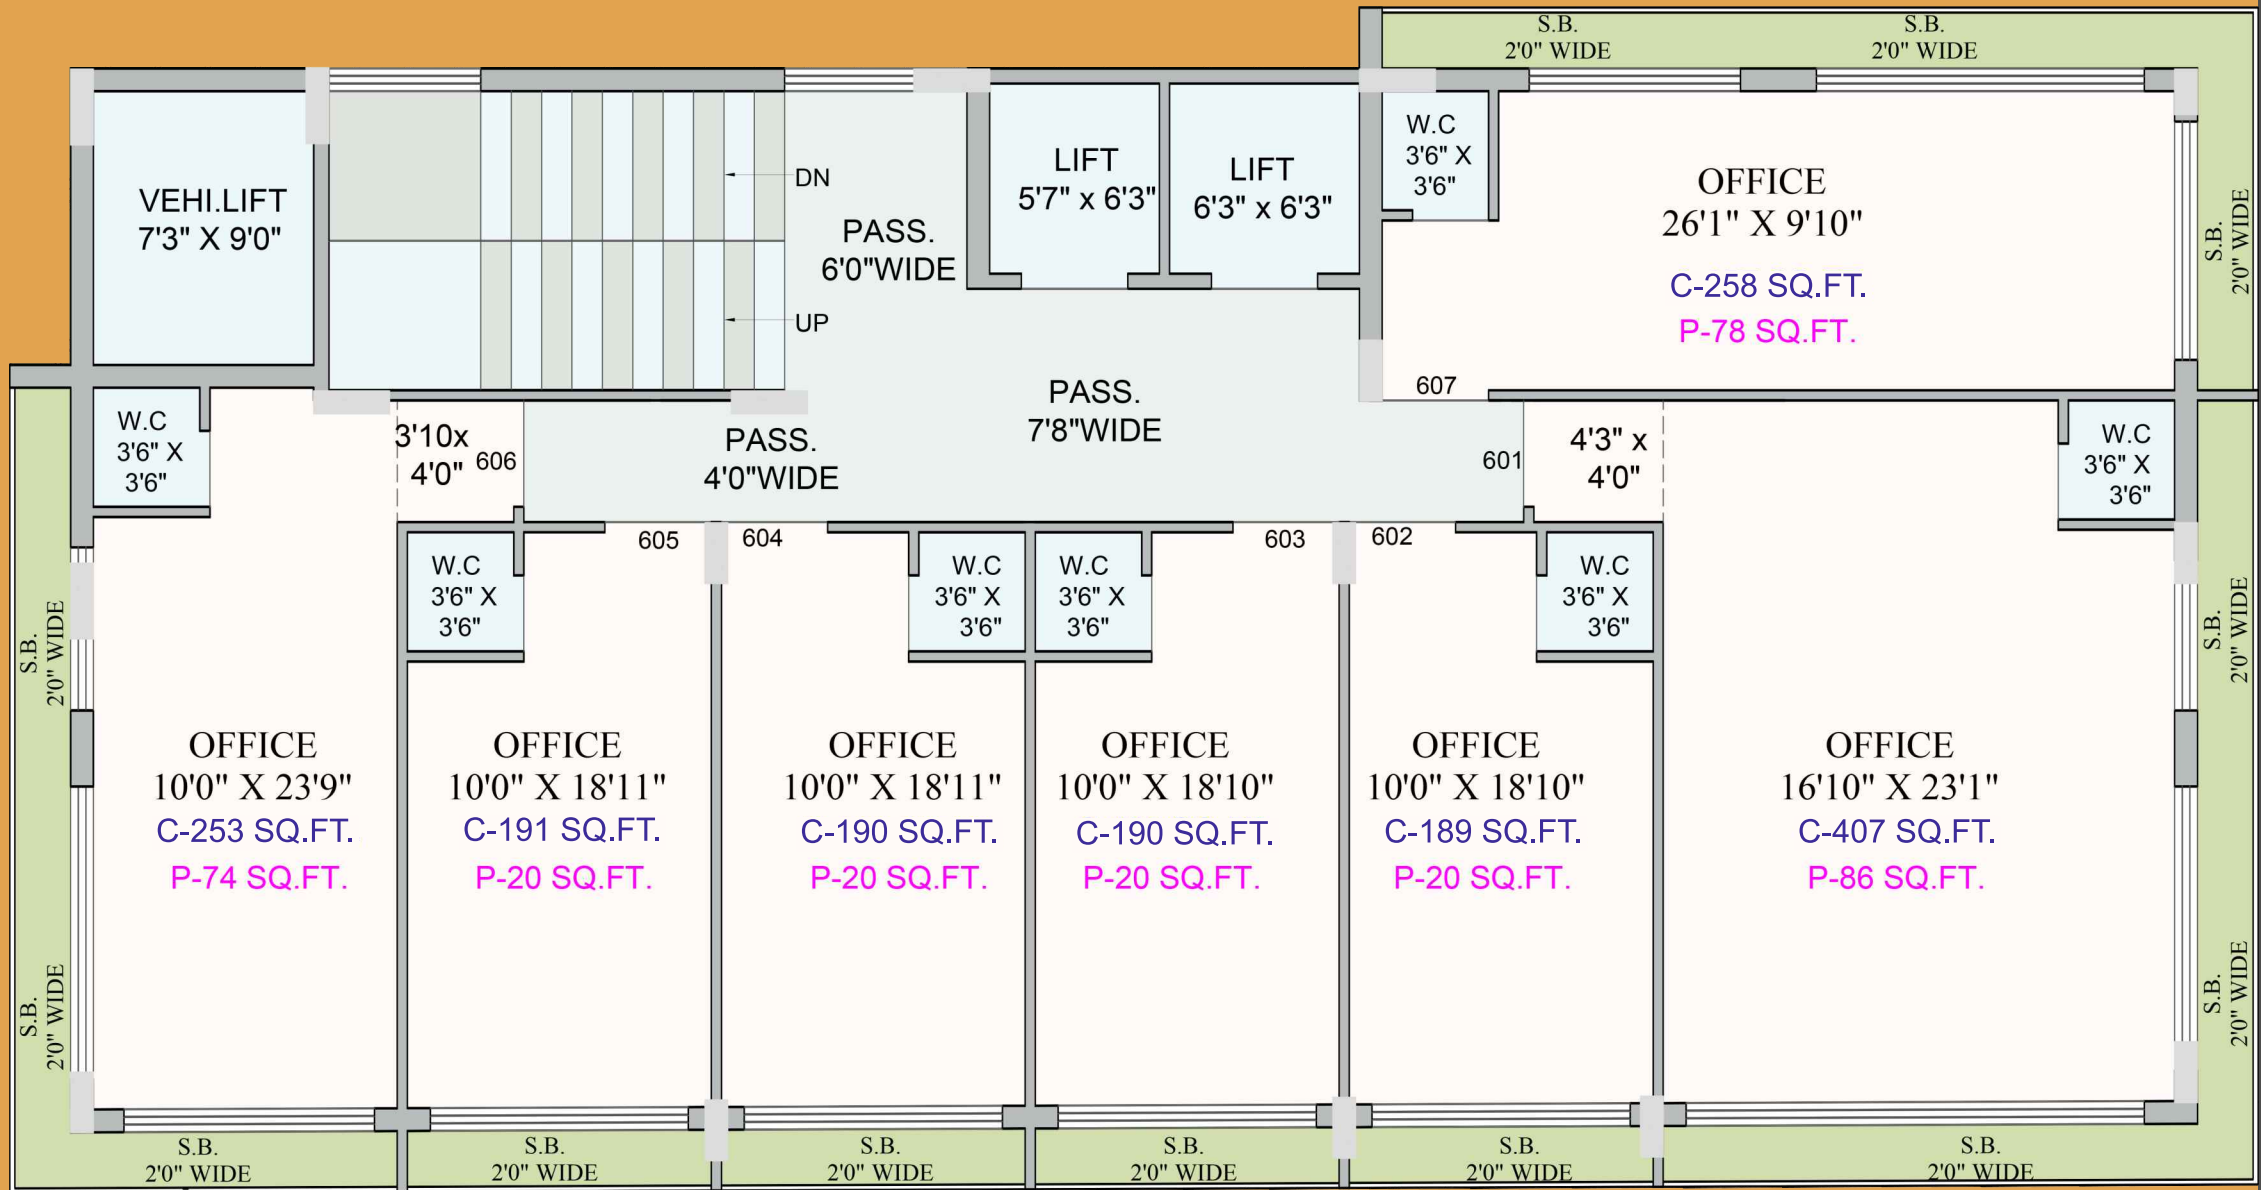 S.B.
2'0" WIDE
S.B.
2'0" WIDE
VEHI.LIFT
7'3" X 9'0"
DN
UP
PASS.
6'0"WIDE
LIFT
5'7" x 6'3"
LIFT
6'3" x 6'3"
W.C
3'6" X
3'6"
OFFICE
26'1" X 9'10"
C-258 SQ.FT.
P-78 SQ.FT.
S.B.
2'0" WIDE
607
W.C
3'6" X
3'6"
3'10x
4'0"
606
PASS.
4'0"WIDE
PASS.
7'8"WIDE
601
4'3" x
4'0"
W.C
3'6" X
3'6"
605
604
603
602
W.C
3'6" X
3'6"
W.C
3'6" X
3'6"
W.C
3'6" X
3'6"
W.C
3'6" X
3'6"
S.B.
2'0" WIDE
S.B.
2'0" WIDE
OFFICE
10'0" X 23'9"
C-253 SQ.FT.
P-74 SQ.FT.
OFFICE
10'0" X 18'11"
C-191 SQ.FT.
P-20 SQ.FT.
OFFICE
10'0" X 18'11"
C-190 SQ.FT.
P-20 SQ.FT.
OFFICE
10'0" X 18'10"
C-190 SQ.FT.
P-20 SQ.FT.
OFFICE
10'0" X 18'10"
C-189 SQ.FT.
P-20 SQ.FT.
OFFICE
16'10" X 23'1"
C-407 SQ.FT.
P-86 SQ.FT.
S.B.
2'0" WIDE
S.B.
2'0" WIDE
S.B.
2'0" WIDE
S.B.
2'0" WIDE
S.B.
2'0" WIDE
S.B.
2'0" WIDE
S.B.
2'0" WIDE
S.B.
2'0" WIDE